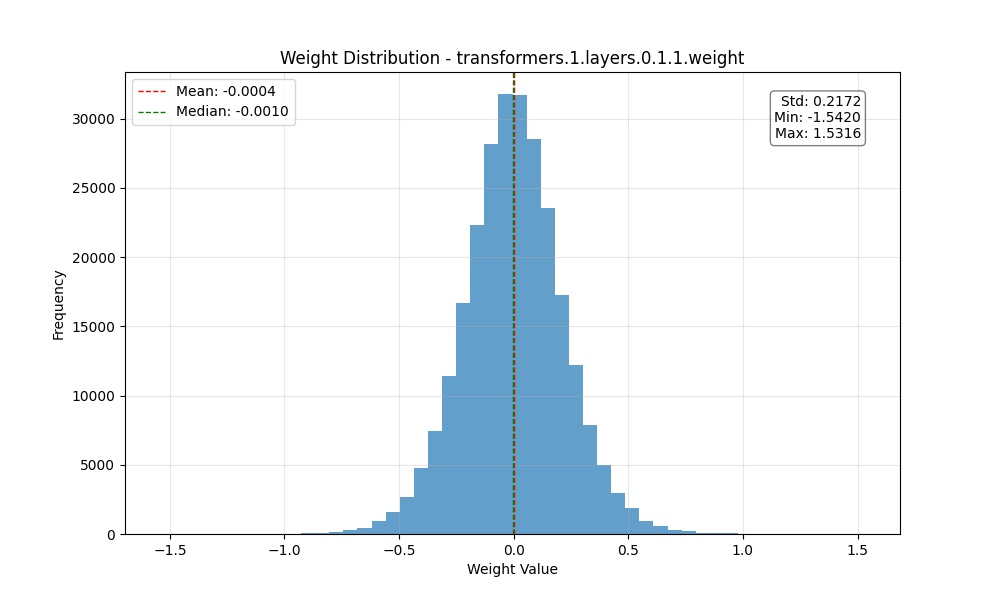 Weight Distribution - transformers.1.layers.0.1.1.weight
Mean: -0.0004
Median: -0.0010
Std: 0.2172
Min: -1.5420
Max: 1.5316
30000
25000
20000
15000
10000
5000
0
Frequency
−1.5 −1.0 −0.5 0.0 0.5 1.0 1.5
Weight Value